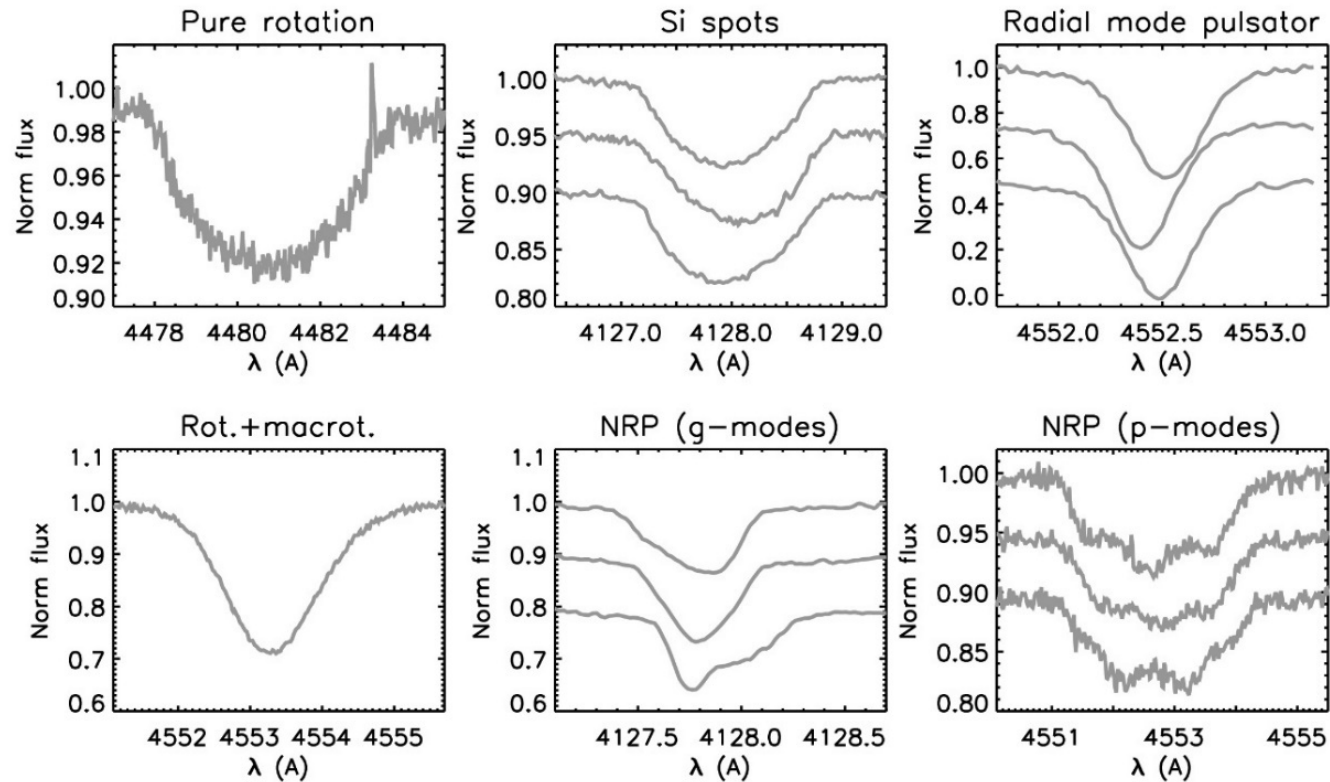 Pure rotation
Norm flux
1.00
0.98
0.96
0.94
0.92
0.90
4478 4480 4482 4484
λ (A)
Si spots
Norm flux
1.00
0.95
0.90
0.85
0.80
4127.0 4128.0 4129.0
λ (A)
Radial mode pulsator
Norm flux
1.0
0.8
0.6
0.4
0.2
0.0
4552.0 4552.5 4553.0
λ (A)
Rot.+macrot.
Norm flux
1.1
1.0
0.9
0.8
0.7
0.6
4552 4553 4554 4555
λ (A)
NRP (g-modes)
Norm flux
1.1
1.0
0.9
0.8
0.7
0.6
4127.5 4128.0 4128.5
λ (A)
NRP (p-modes)
Norm flux
1.00
0.95
0.90
0.85
0.80
4551 4553 4555
λ (A)